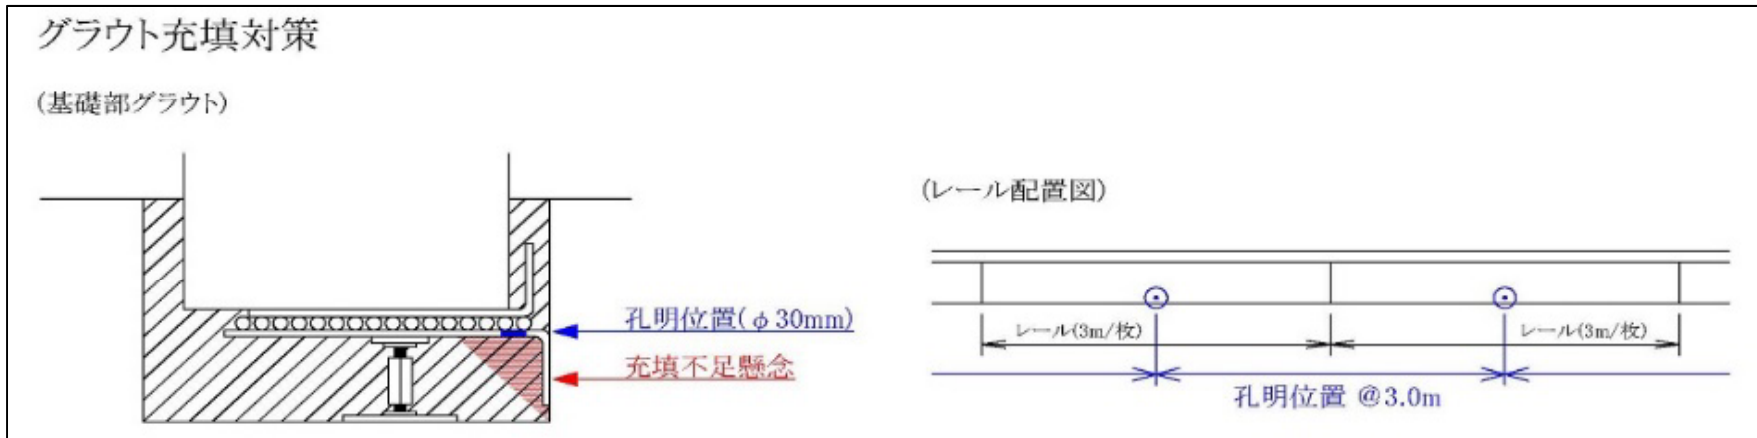 グラウト充填対策
(基礎部グラウト)
孔明位置(φ30mm)
充填不足懸念
(レール配置図)
レール(3m/枚)
レール(3m/枚)
孔明位置 @3.0m